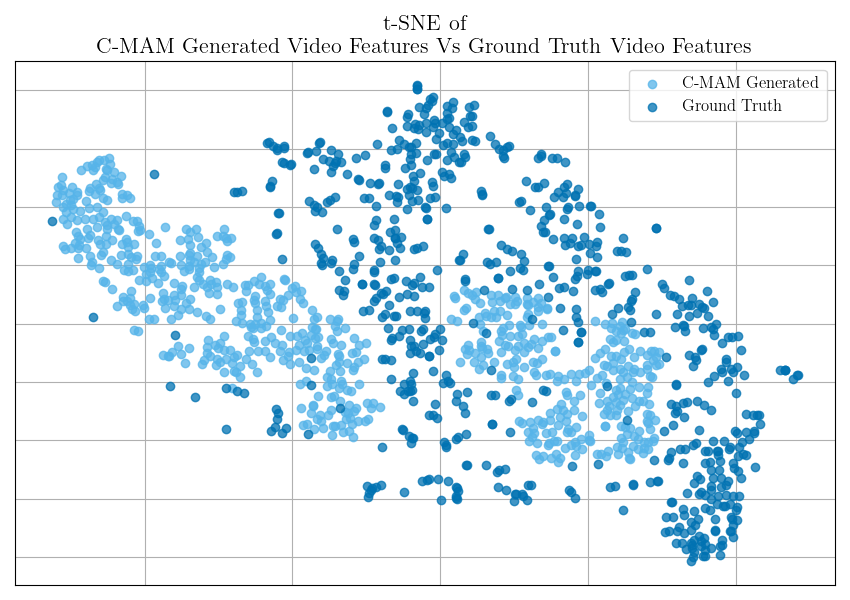 t-SNE of
C-MAM Generated Video Features Vs Ground Truth Video Features
C-MAM Generated
Ground Truth